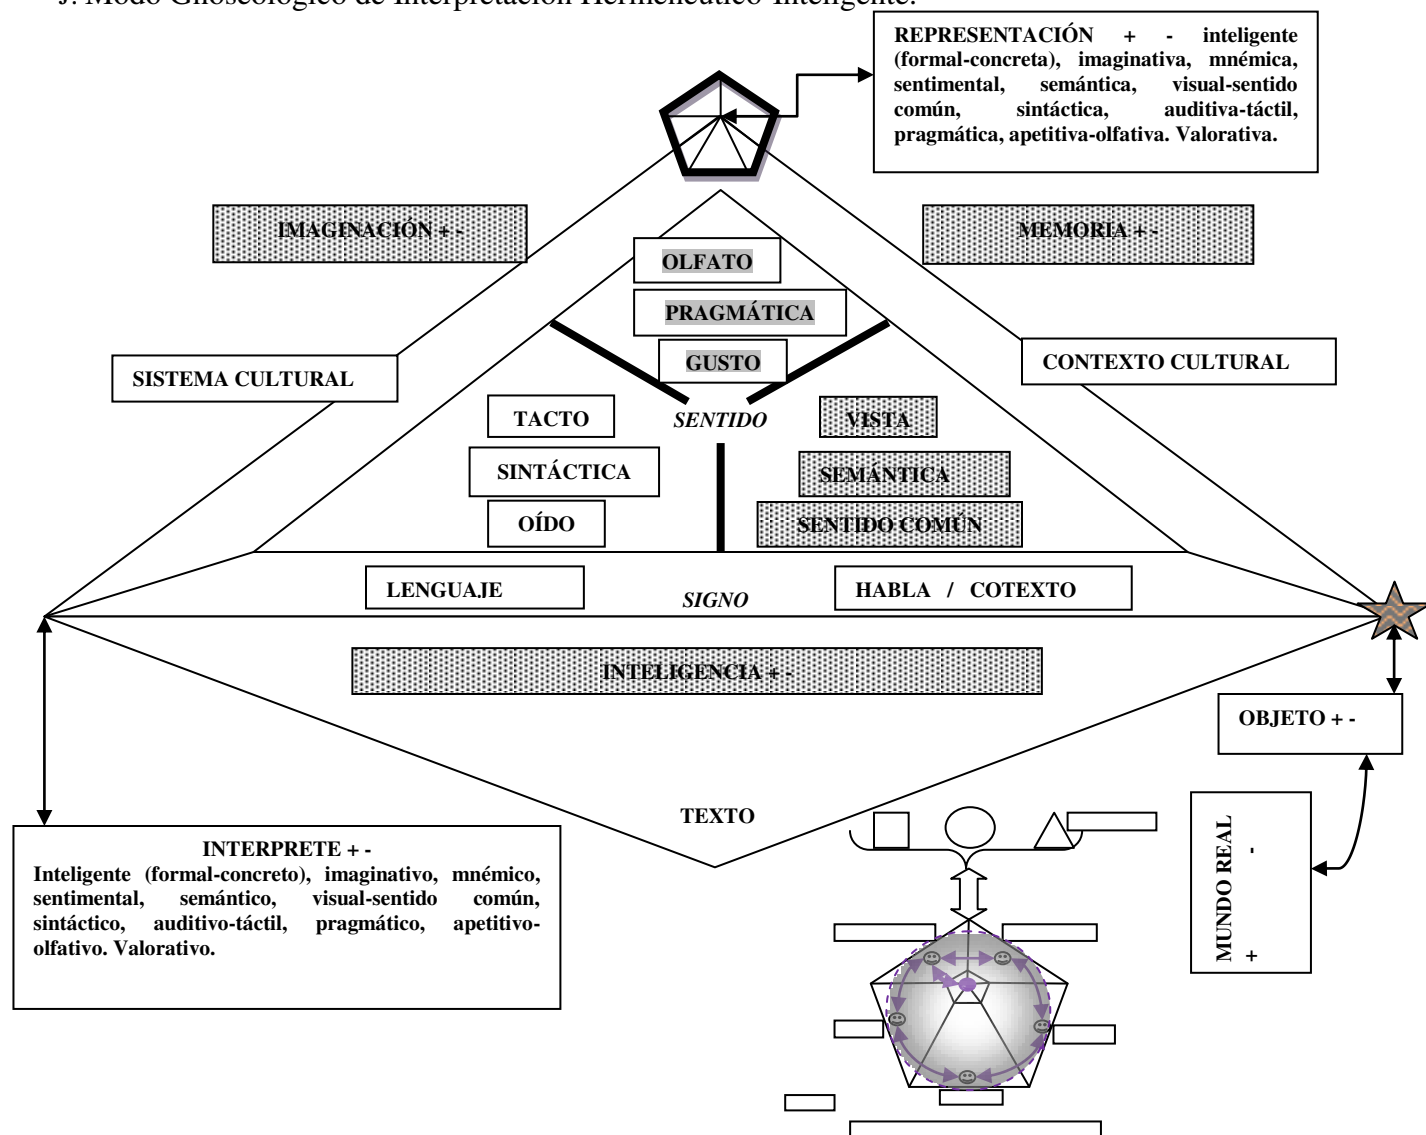 J. Modo Gnoseológico de Interpretación Hermenéutico-Inteligente.
REPRESENTACIÓN + - inteligente
(formal-concreta), imaginativa, mnémica,
sentimental, semántica, visual-sentido
común, sintáctica, auditiva-táctil,
pragmática, apetitiva-olfativa. Valorativa.
IMAGINACIÓN + -
MEMORIA + -
OLFATO
PRAGMÁTICA
GUSTO
SISTEMA CULTURAL
CONTEXTO CULTURAL
TACTO
SENTIDO
VISTA
SINTÁCTICA
SEMÁNTICA
OÍDO
SENTIDO COMÚN
LENGUAJE
SIGNO
HABLA / COTEXTO
INTELIGENCIA + -
OBJETO + -
TEXTO
MUNDO REAL
+ -
INTERPRETE + -
Inteligente (formal-concreto), imaginativo, mnémico,
sentimental, semántico, visual-sentido común,
sintáctico, auditivo-táctil, pragmático, apetitivo-
olfativo. Valorativo.